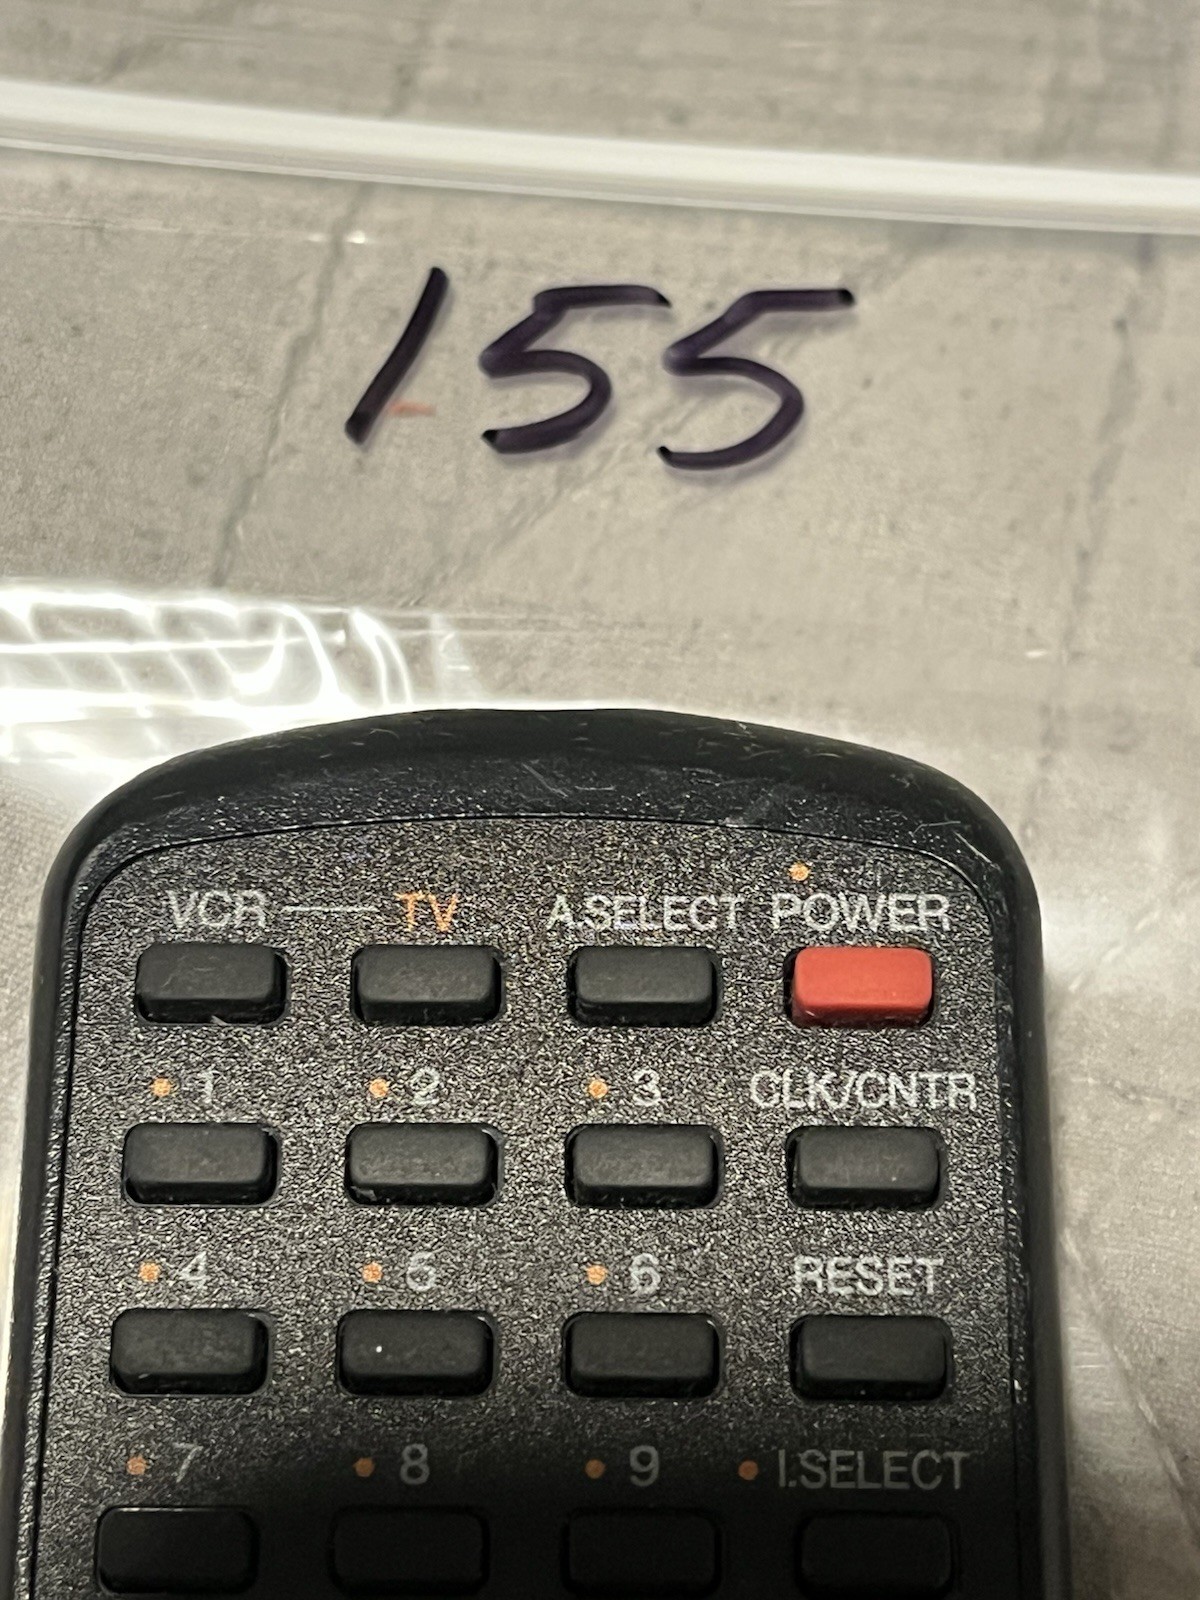 155
VCR — TV A.SELECT POWER
1 2 3 CLK/CNTR
4 5 6 RESET
7 8 9 I.SELECT